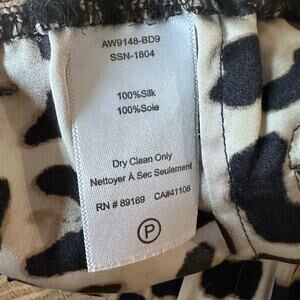 AW9148-BD9
SSN-1804
100%Silk
100%Soie
Dry Clean Only
Nettoyer À Sec Seulement
RN # 89169 CA#41106
P